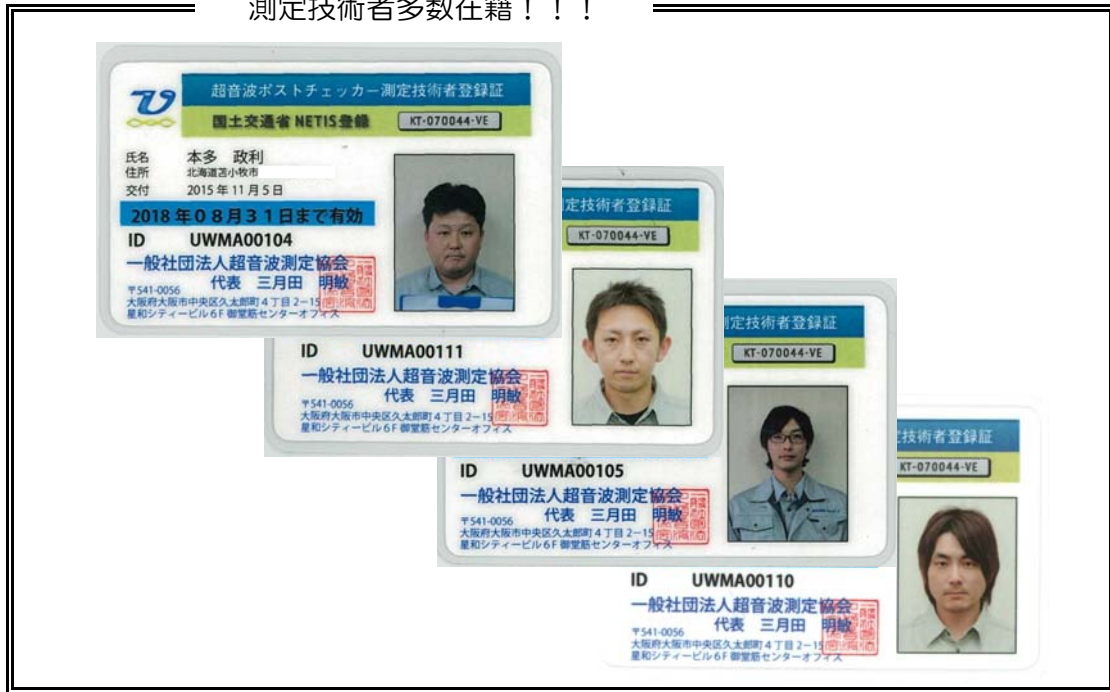 測定技術者多数在籍！！！
超音波ポストチェッカー測定技術者登録証
国土交通省 NETIS登録 KT-070044-VE
氏名 本多 政利
住所 北海道苫小牧市
交付 2015年11月5日
2018年08月31日まで有効
ID UWMA00104
一般社団法人超音波測定協会
代表 三月田 明敏
〒541-0056
大阪府大阪市中央区久太郎町4丁目2-15
星和シティービル6F 御堂筋センターオフィス
定技術者登録証
KT-070044-VE
ID UWMA00111
一般社団法人超音波測定協会
代表 三月田 明敏
〒541-0056
大阪府大阪市中央区久太郎町4丁目2-15
星和シティービル6F 御堂筋センターオフィス
測定技術者登録証
KT-070044-VE
ID UWMA00105
一般社団法人超音波測定協会
代表 三月田 明敏
〒541-0056
大阪府大阪市中央区久太郎町4丁目2-15
星和シティービル6F 御堂筋センターオフィス
定技術者登録証
KT-070044-VE
ID UWMA00110
一般社団法人超音波測定協会
代表 三月田 明敏
〒541-0056
大阪府大阪市中央区久太郎町4丁目2-15
星和シティービル6F 御堂筋センターオフィス